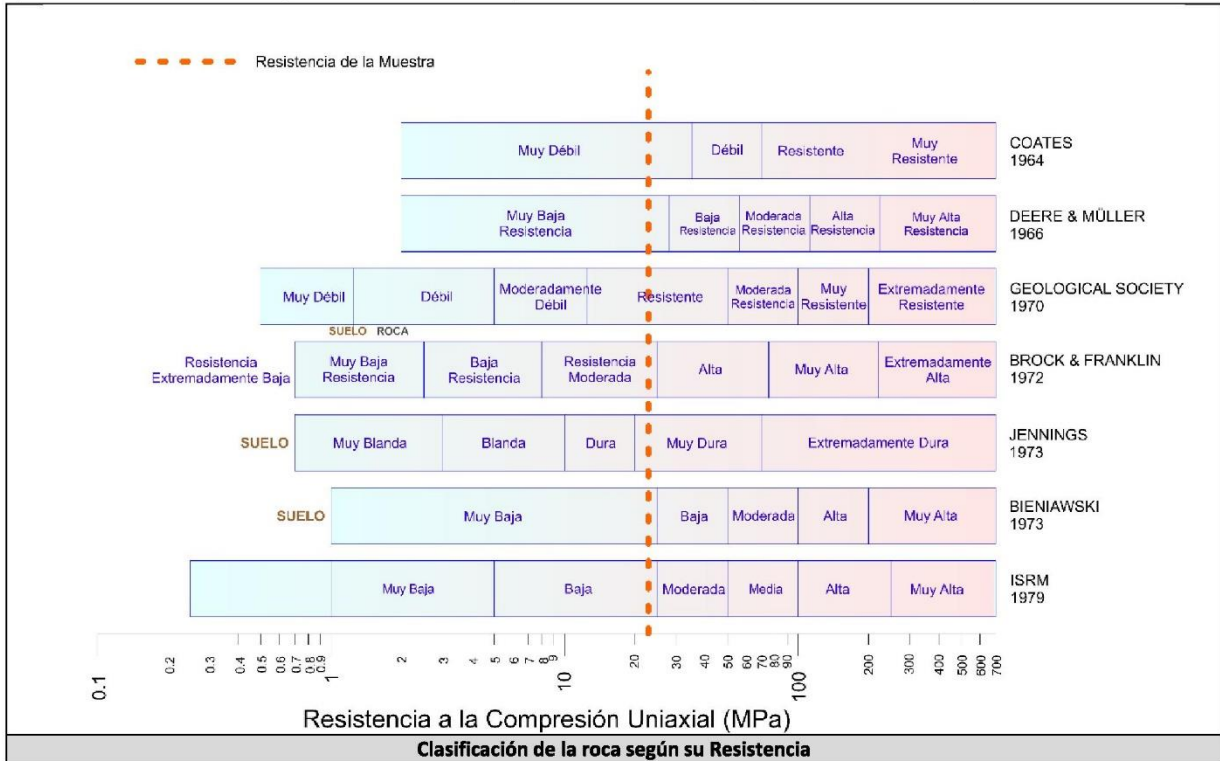 Resistencia de la Muestra
Muy Débil
Débil
Resistente
Muy
Resistente
COATES
1964
Muy Baja
Resistencia
Baja
Resistencia
Moderada
Resistencia
Alta
Resistencia
Muy Alta
Resistencia
DEERE & MÜLLER
1966
Muy Débil
Débil
Moderadamente
Débil
Resistente
Moderada
Resistencia
Muy
Resistente
Extremadamente
Resistente
GEOLOGICAL SOCIETY
1970
SUELO ROCA
Resistencia
Extremadamente Baja
Muy Baja
Resistencia
Baja
Resistencia
Resistencia
Moderada
Alta
Muy Alta
Extremadamente
Alta
BROCK & FRANKLIN
1972
SUELO
Muy Blanda
Blanda
Dura
Muy Dura
Extremadamente Dura
JENNINGS
1973
SUELO
Muy Baja
Baja
Moderada
Alta
Muy Alta
BIENIAWSKI
1973
Muy Baja
Baja
Moderada
Media
Alta
Muy Alta
ISRM
1979
0.1
0.2
0.3
0.4
0.5
0.6
0.7
0.8
0.9
1
2
3
4
5
6
7
8
9
10
20
30
40
50
60
70
80
90
100
200
300
400
500
600
700
Resistencia a la Compresión Uniaxial (MPa)
Clasificación de la roca según su Resistencia